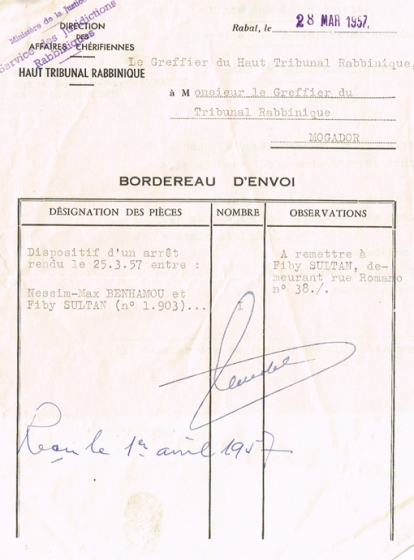 Ministère de la Justice
Service des Juridictions
Rabbiniques
DIRECTION
DES
AFFAIRES CHÉRIFIENNES
HAUT TRIBUNAL RABBINIQUE
Rabat, le 28 MAR 1957.
Le Greffier du Haut Tribunal Rabbinique,
à Monsieur le Greffier du
Tribunal Rabbinique
MOGADOR
BORDEREAU D'ENVOI
DÉSIGNATION DES PIÈCES NOMBRE OBSERVATIONS
Dispositif d'un arrêt
rendu le 25.3.57 entre :
Nessim-Max BENHAMOU et
Fiby SULTAN (n° 1.903)... 1
A remettre à
Fiby SULTAN, de-
meurant rue Romano
n° 38./.
Reçu le 1er avril 1957